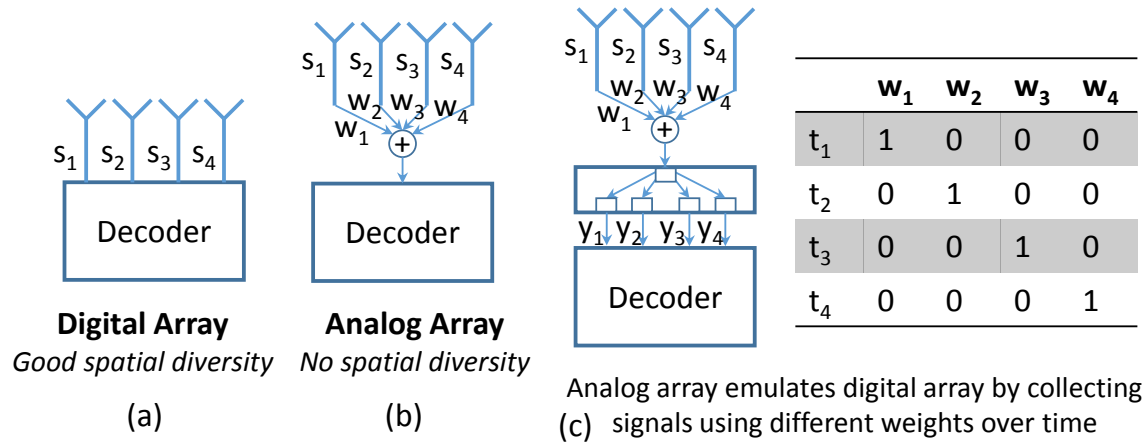 s1 s2 s3 s4
Decoder
Digital Array
Good spatial diversity
(a)
s1 s2 s3 s4
w1 w2 w3 w4
+
Decoder
Analog Array
No spatial diversity
(b)
s1 s2 s3 s4
w1 w2 w3 w4
+
y1 y2 y3 y4
Decoder
w1 w2 w3 w4
t1 1 0 0 0
t2 0 1 0 0
t3 0 0 1 0
t4 0 0 0 1
Analog array emulates digital array by collecting
(c) signals using different weights over time